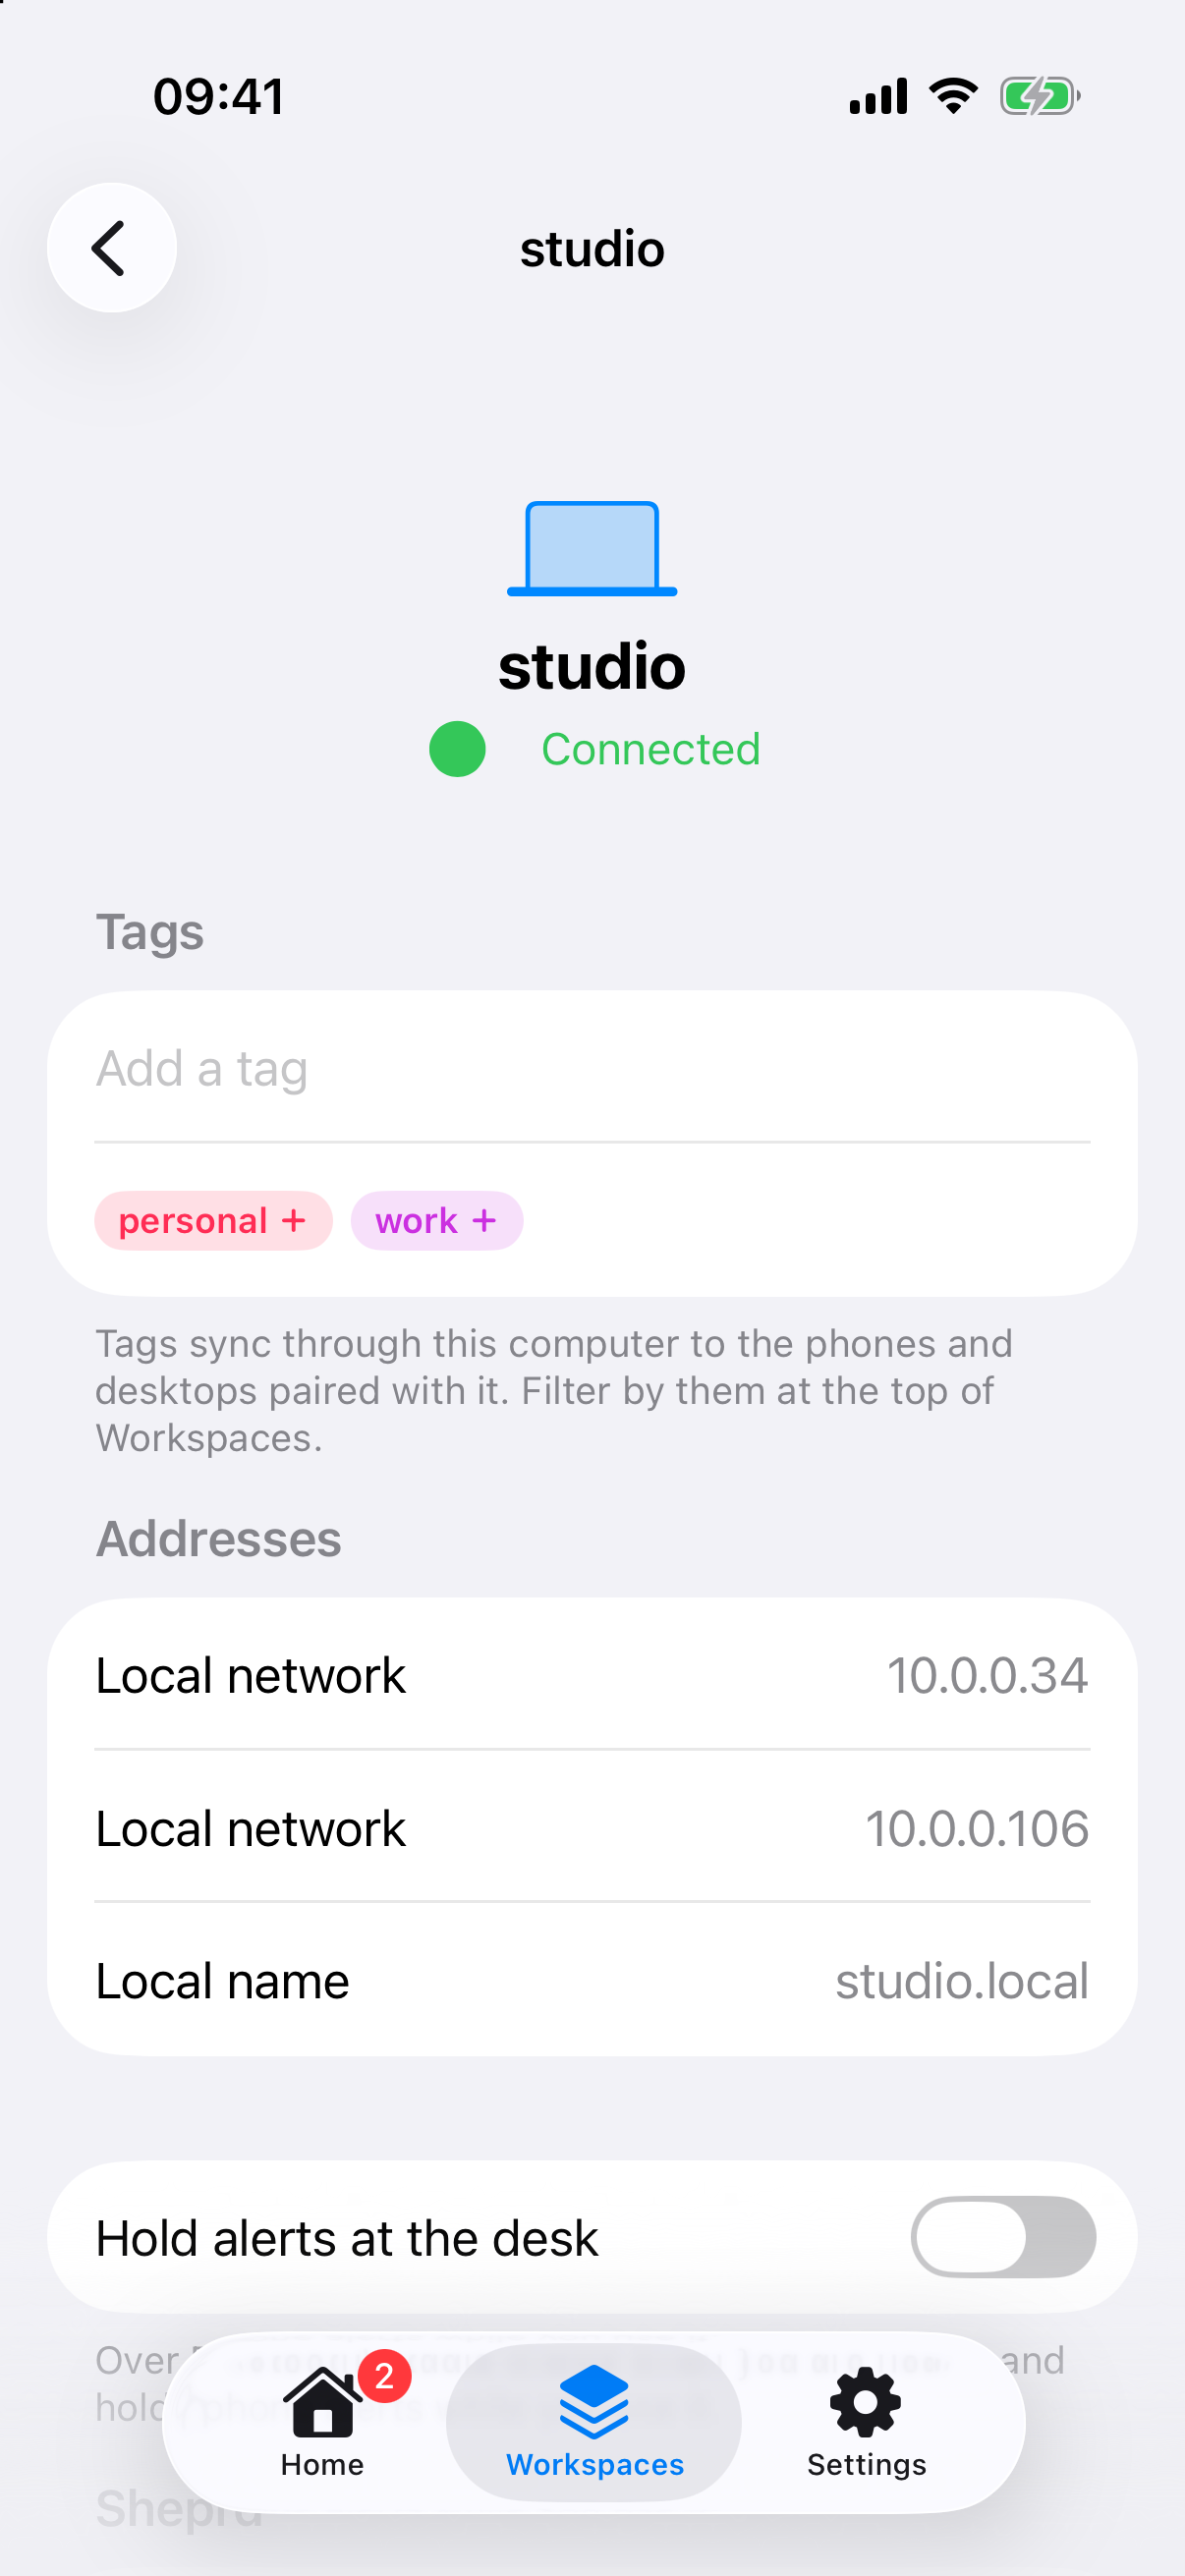 09:41
studio
studio
Connected
Tags
Add a tag
personal +
work +
Tags sync through this computer to the phones and
desktops paired with it. Filter by them at the top of
Workspaces.
Addresses
Local network
10.0.0.34
Local network
10.0.0.106
Local name
studio.local
Hold alerts at the desk
Over
and
hold
2
Home
Workspaces
Settings